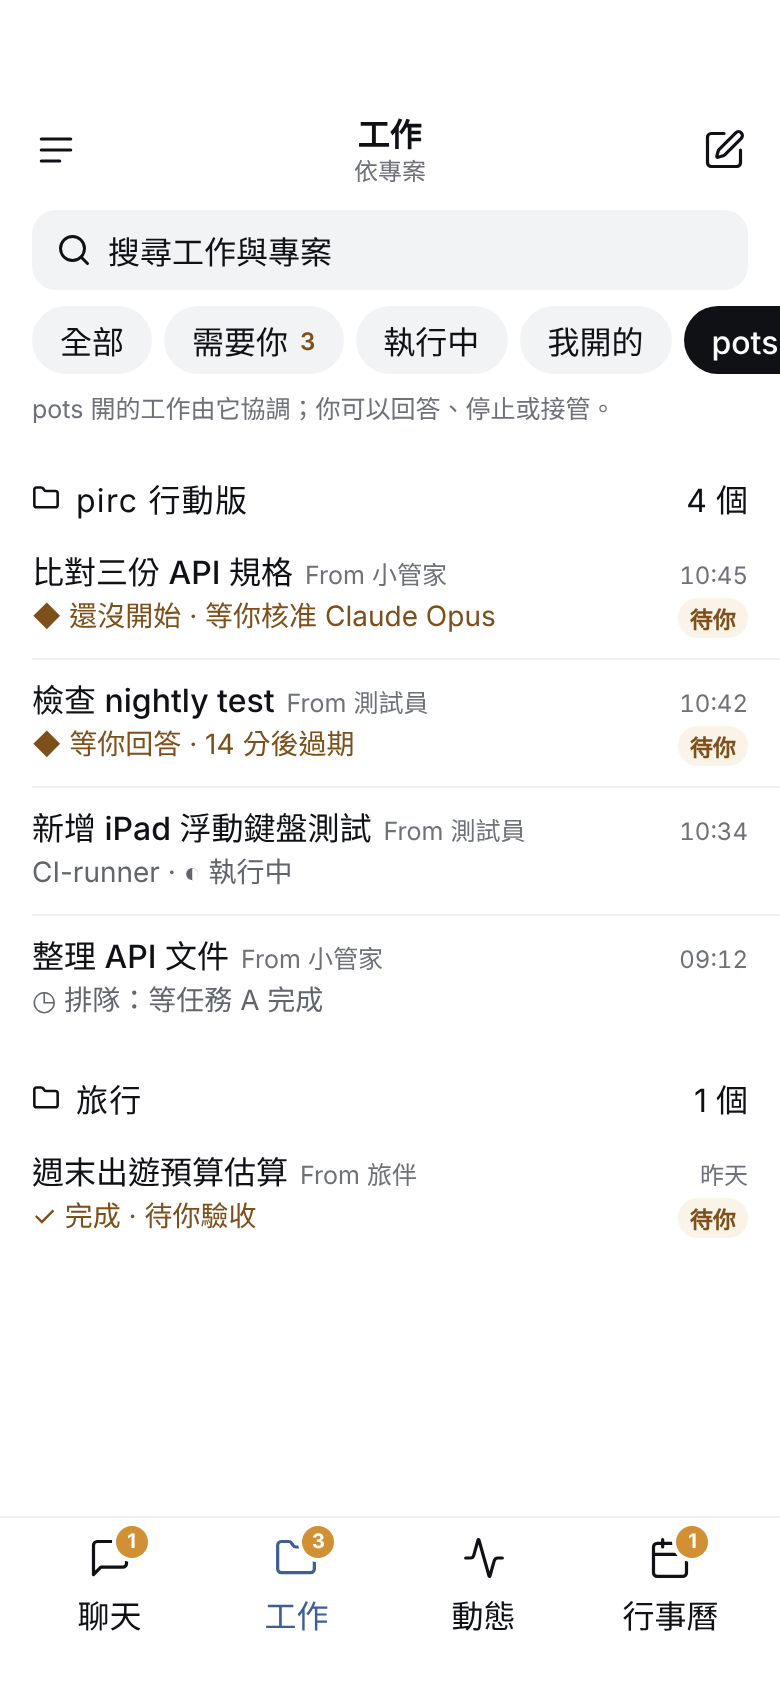 工作
依專案
搜尋工作與專案
全部 需要你 3 執行中 我開的 pots
pots 開的工作由它協調；你可以回答、停止或接管。
pirc 行動版 4 個
比對三份 API 規格 From 小管家 10:45
◆ 還沒開始 · 等你核准 Claude Opus 待你
檢查 nightly test From 測試員 10:42
◆ 等你回答 · 14 分後過期 待你
新增 iPad 浮動鍵盤測試 From 測試員 10:34
CI-runner · ◖ 執行中
整理 API 文件 From 小管家 09:12
◷ 排隊：等任務 A 完成
旅行 1 個
週末出遊預算估算 From 旅伴 昨天
✓ 完成 · 待你驗收 待你
1 3 1
聊天 工作 動態 行事曆